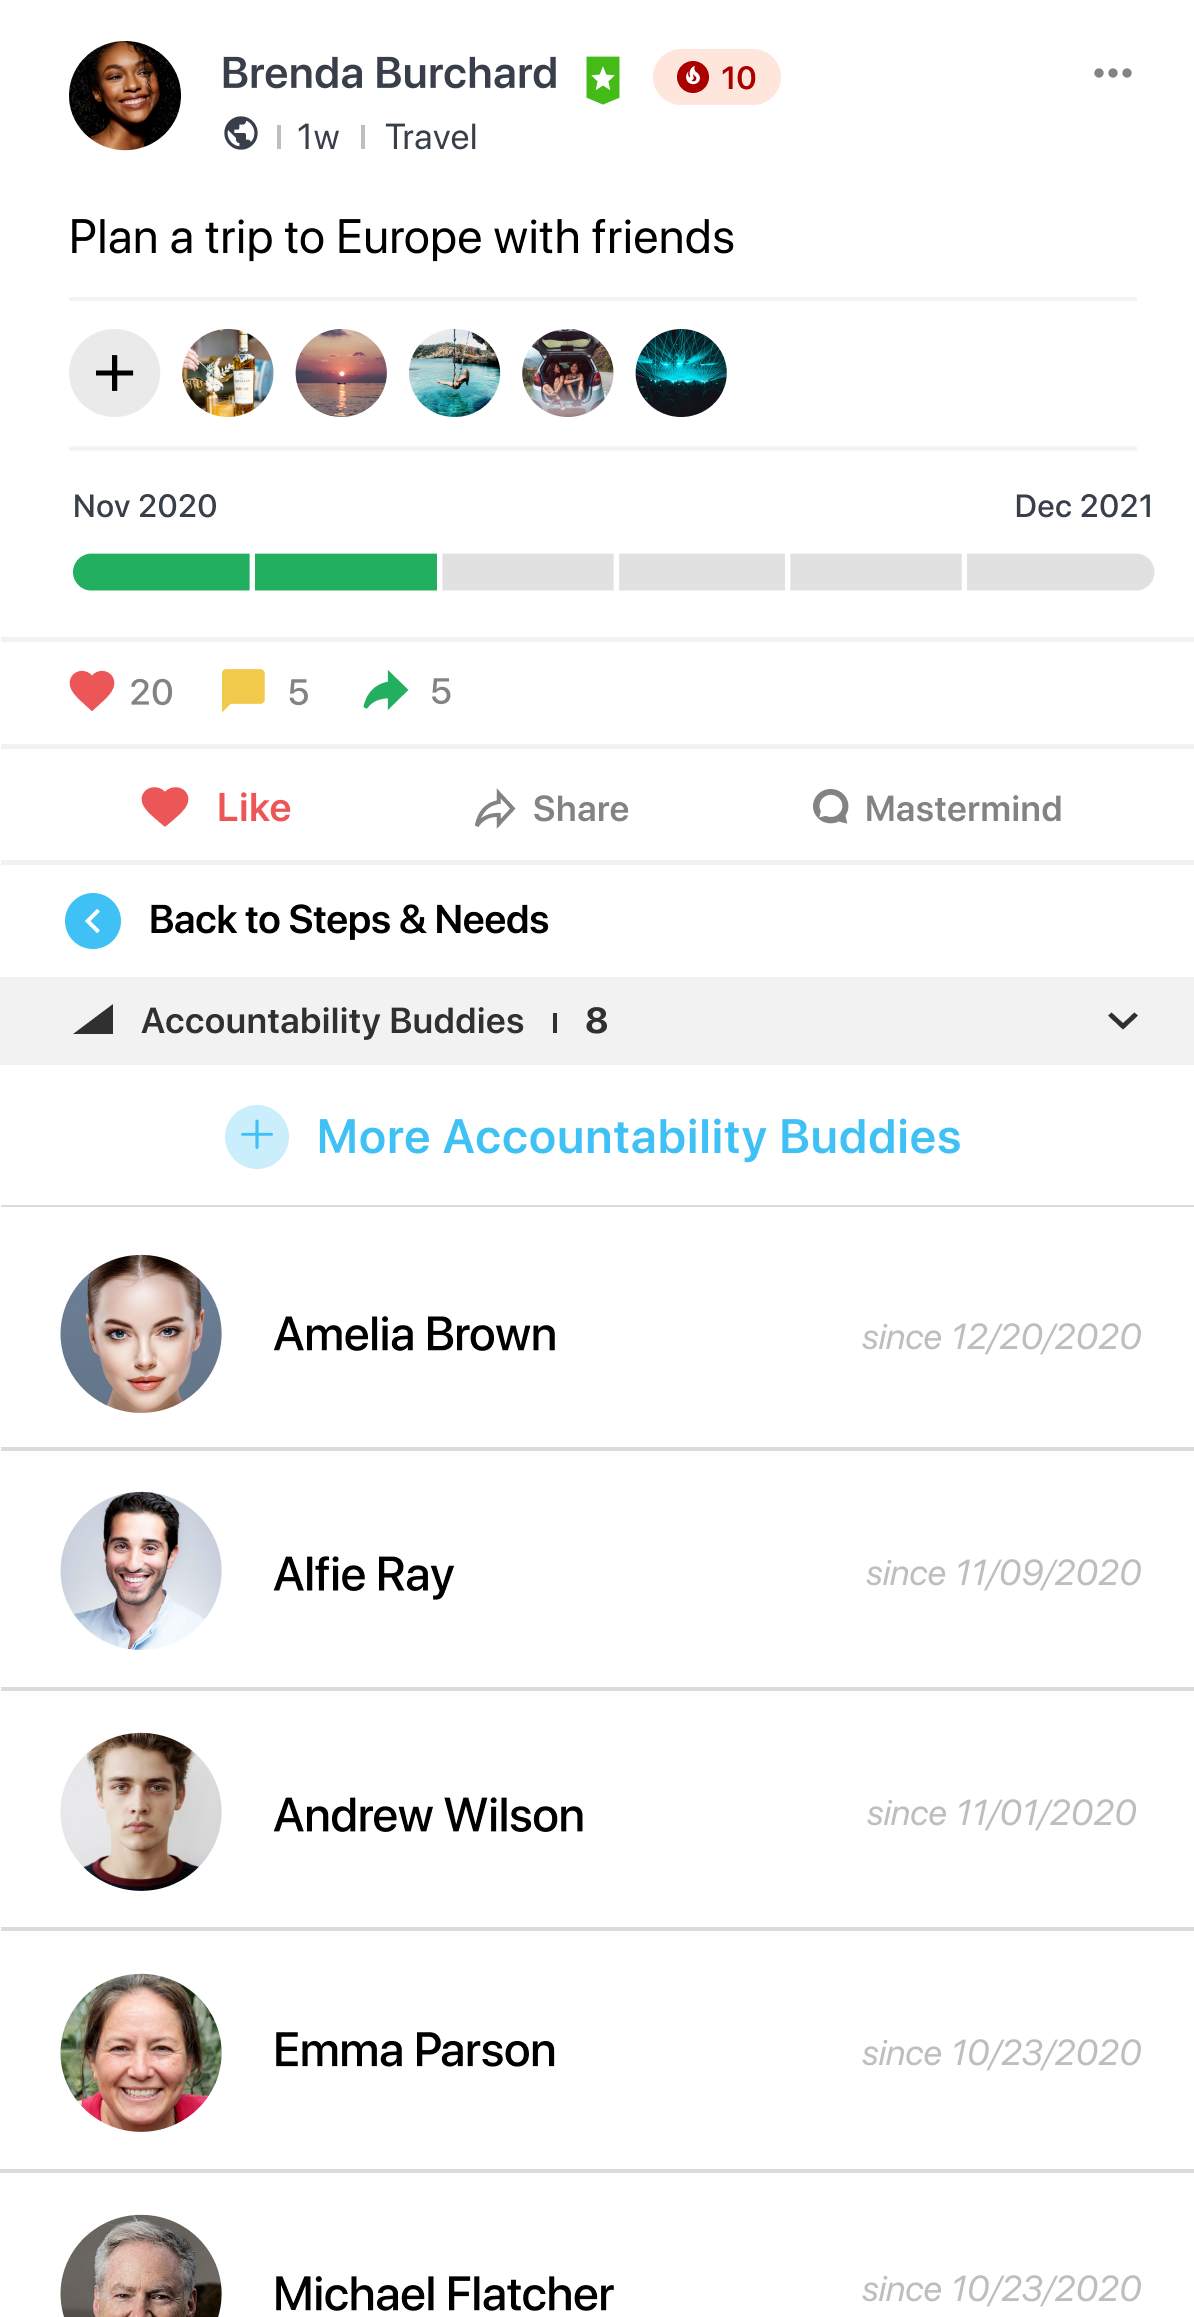 Brenda Burchard 10
1w | Travel
Plan a trip to Europe with friends
Nov 2020 Dec 2021
20 5 5
Like Share Mastermind
Back to Steps & Needs
Accountability Buddies | 8
More Accountability Buddies
Amelia Brown since 12/20/2020
Alfie Ray since 11/09/2020
Andrew Wilson since 11/01/2020
Emma Parson since 10/23/2020
Michael Flatcher since 10/23/2020